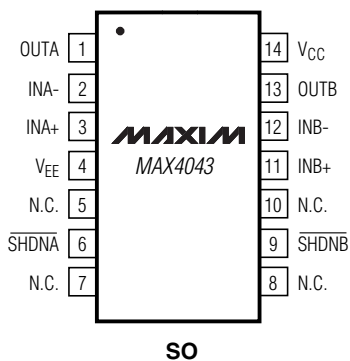 OUTA 1 14 VCC
INA- 2 13 OUTB
INA+ 3 MAXIM 12 INB-
VEE 4 MAX4043 11 INB+
N.C. 5 10 N.C.
SHDNA 6 9 SHDNB
N.C. 7 8 N.C.
SO